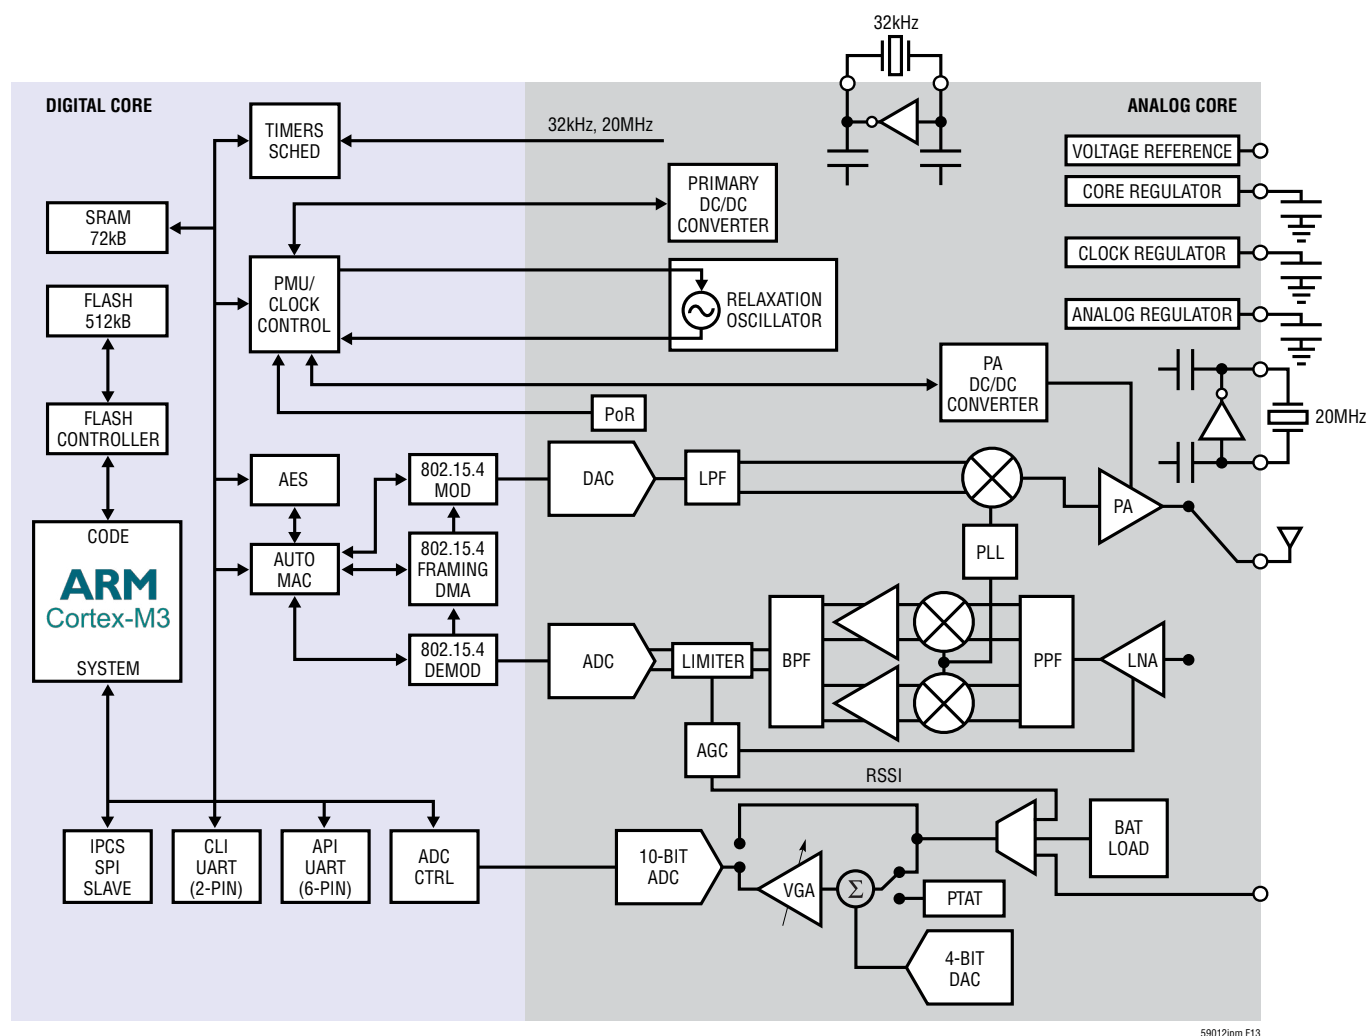 32kHz
DIGITAL CORE
ANALOG CORE
TIMERS
SCHED
32kHz, 20MHz
VOLTAGE REFERENCE
PRIMARY
DC/DC
CONVERTER
CORE REGULATOR
SRAM
72kB
CLOCK REGULATOR
PMU/
CLOCK
CONTROL
RELAXATION
OSCILLATOR
FLASH
512kB
ANALOG REGULATOR
PA
DC/DC
CONVERTER
PoR
20MHz
FLASH
CONTROLLER
AES
802.15.4
MOD
DAC
LPF
PA
CODE
ARM
Cortex-M3
SYSTEM
AUTO
MAC
802.15.4
FRAMING
DMA
PLL
802.15.4
DEMOD
ADC
LIMITER
BPF
PPF
LNA
AGC
RSSI
IPCS
SPI
SLAVE
CLI
UART
(2-PIN)
API
UART
(6-PIN)
ADC
CTRL
10-BIT
ADC
VGA
Σ
BAT
LOAD
PTAT
4-BIT
DAC
59012ipm F13